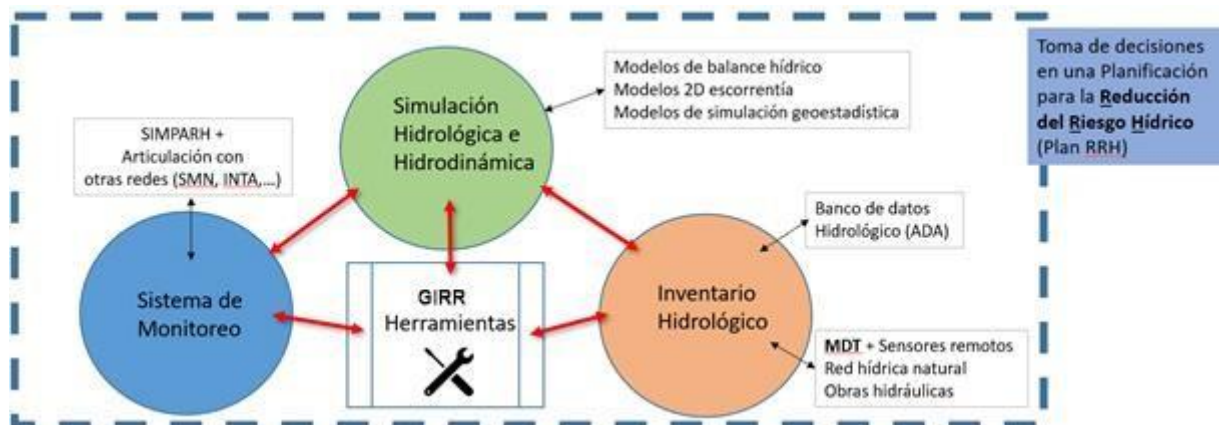 Simulación
Hidrológica e
Hidrodinámica
Modelos de balance hídrico
Modelos 2D escorrentía
Modelos de simulación geoestadística
Toma de decisiones
en una Planificación
para la Reducción
del Riesgo Hídrico
(Plan RRH)
SIMPARH +
Articulación con
otras redes (SMN, INTA,...)
Sistema de
Monitoreo
GIRR
Herramientas
Inventario
Hidrológico
Banco de datos
Hidrológico (ADA)
MDT + Sensores remotos
Red hídrica natural
Obras hidráulicas